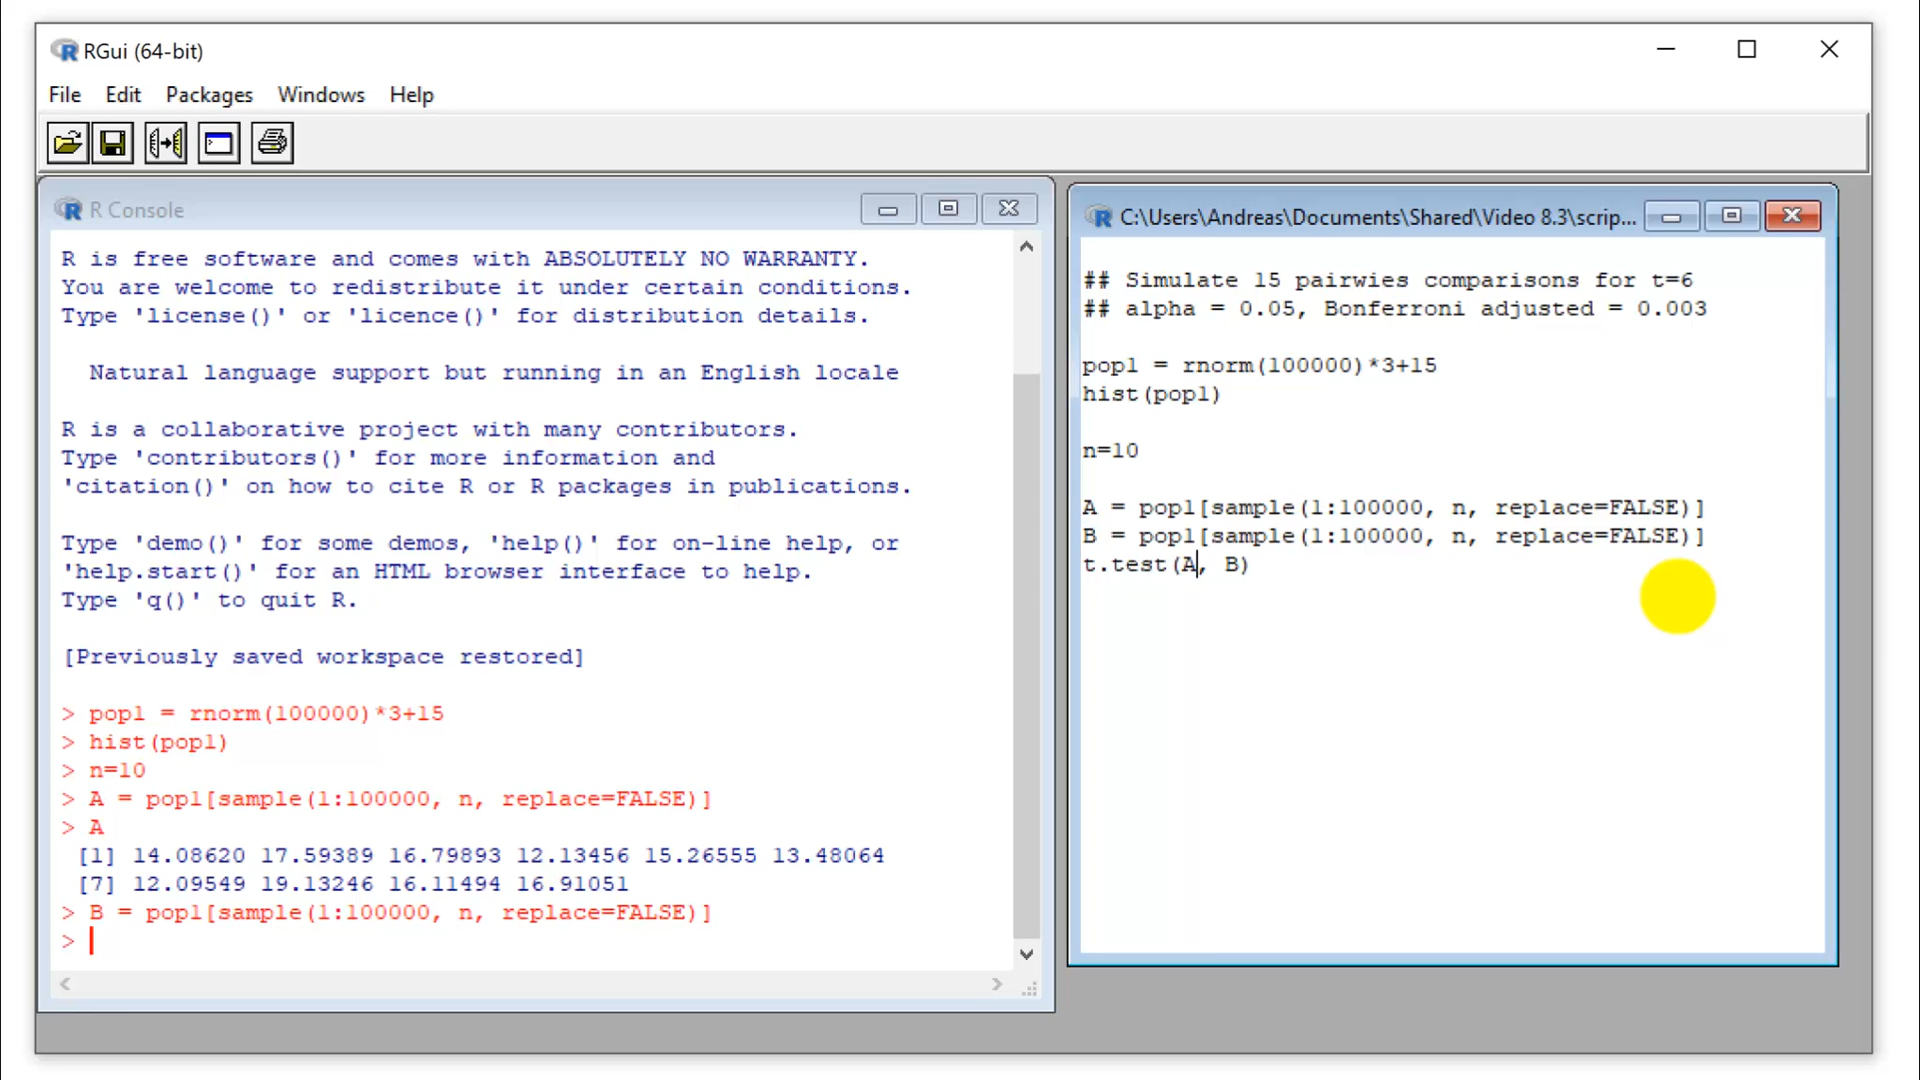 RGui (64-bit)
File Edit Packages Windows Help
R Console
R is free software and comes with ABSOLUTELY NO WARRANTY.
You are welcome to redistribute it under certain conditions.
Type 'license()' or 'licence()' for distribution details.
Natural language support but running in an English locale
R is a collaborative project with many contributors.
Type 'contributors()' for more information and
'citation()' on how to cite R or R packages in publications.
Type 'demo()' for some demos, 'help()' for on-line help, or
'help.start()' for an HTML browser interface to help.
Type 'q()' to quit R.
[Previously saved workspace restored]
> pop1 = rnorm(100000)*3+15
> hist(pop1)
> n=10
> A = pop1[sample(1:100000, n, replace=FALSE)]
> A
[1] 14.08620 17.59389 16.79893 12.13456 15.26555 13.48064
[7] 12.09549 19.13246 16.11494 16.91051
> B = pop1[sample(1:100000, n, replace=FALSE)]
>
C:\Users\Andreas\Documents\Shared\Video 8.3\scrip...
## Simulate 15 pairwies comparisons for t=6
## alpha = 0.05, Bonferroni adjusted = 0.003
pop1 = rnorm(100000)*3+15
hist(pop1)
n=10
A = pop1[sample(1:100000, n, replace=FALSE)]
B = pop1[sample(1:100000, n, replace=FALSE)]
t.test(A, B)